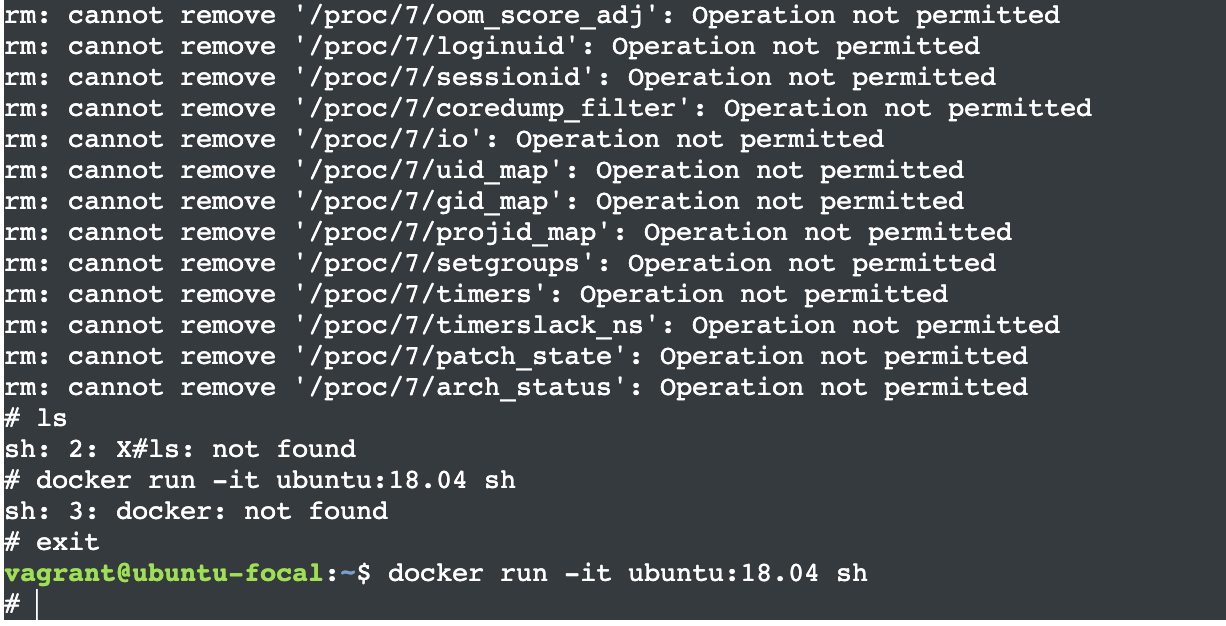 rm: cannot remove '/proc/7/oom_score_adj': Operation not permitted
rm: cannot remove '/proc/7/loginuid': Operation not permitted
rm: cannot remove '/proc/7/sessionid': Operation not permitted
rm: cannot remove '/proc/7/coredump_filter': Operation not permitted
rm: cannot remove '/proc/7/io': Operation not permitted
rm: cannot remove '/proc/7/uid_map': Operation not permitted
rm: cannot remove '/proc/7/gid_map': Operation not permitted
rm: cannot remove '/proc/7/projid_map': Operation not permitted
rm: cannot remove '/proc/7/setgroups': Operation not permitted
rm: cannot remove '/proc/7/timers': Operation not permitted
rm: cannot remove '/proc/7/timerslack_ns': Operation not permitted
rm: cannot remove '/proc/7/patch_state': Operation not permitted
rm: cannot remove '/proc/7/arch_status': Operation not permitted
# ls
sh: 2: X#ls: not found
# docker run -it ubuntu:18.04 sh
sh: 3: docker: not found
# exit
vagrant@ubuntu-focal:~$ docker run -it ubuntu:18.04 sh
#